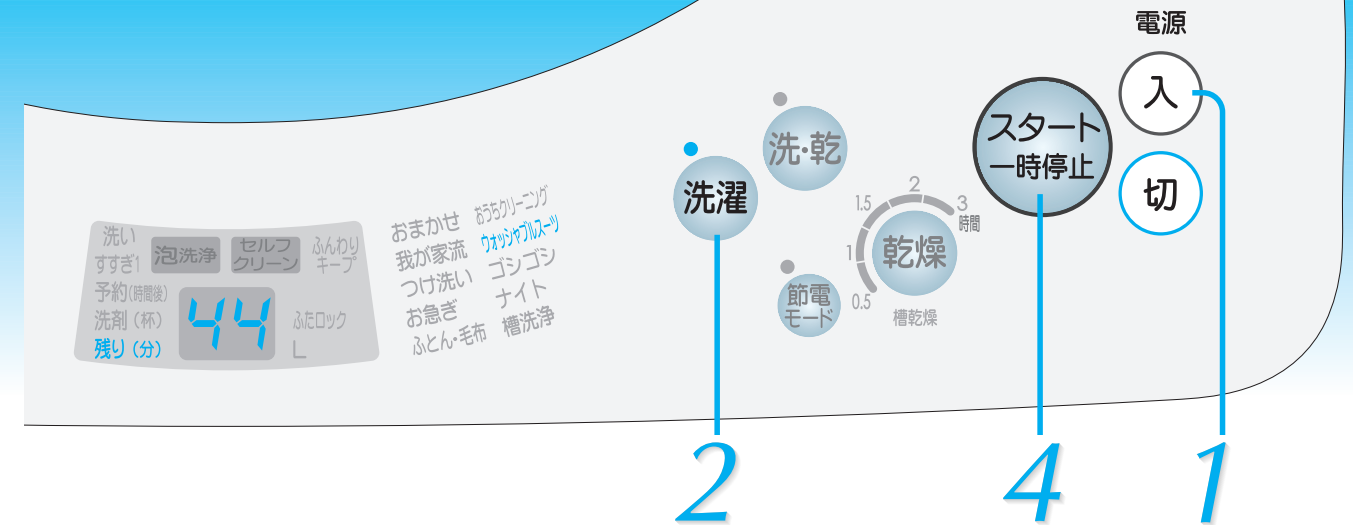 電源
入
切
スタート
一時停止
洗・乾
洗濯
乾燥
0.5
1
1.5
2
3
時間
槽乾燥
節電
モード
洗い
すすぎ1
泡洗浄
セルフ
クリーン
ふんわり
キープ
予約(時間後)
洗剤(杯)
残り(分)
44
ふたロック
L
おまかせ
我が家流
つけ洗い
お急ぎ
ふとん・毛布
おうちクリーニング
ウォッシャブルスーツ
ゴシゴシ
ナイト
槽洗浄
2
4
1